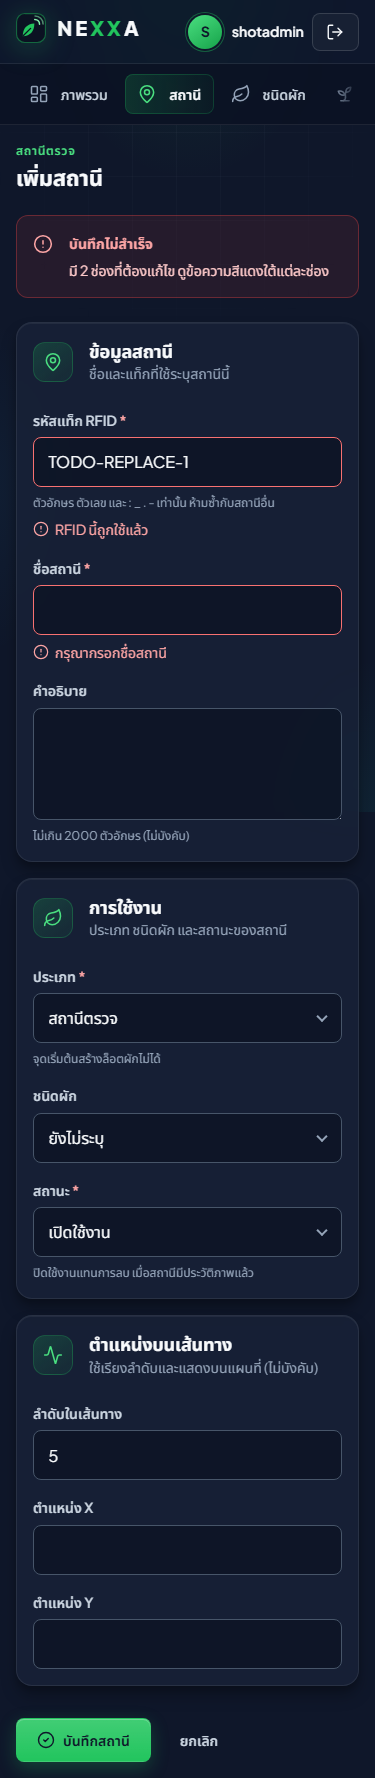 NEXXA
S
shotadmin
ภาพรวม
สถานี
ชนิดผัก
สถานีตรวจ
เพิ่มสถานี
บันทึกไม่สำเร็จ
มี 2 ช่องที่ต้องแก้ไข ดูข้อความสีแดงใต้แต่ละช่อง
ข้อมูลสถานี
ชื่อและแท็กที่ใช้ระบุสถานีนี้
รหัสแท็ก RFID *
TODO-REPLACE-1
ตัวอักษร ตัวเลข และ : _ . - เท่านั้น ห้ามซ้ำกับสถานีอื่น
RFID นี้ถูกใช้แล้ว
ชื่อสถานี *
กรุณากรอกชื่อสถานี
คำอธิบาย
ไม่เกิน 2000 ตัวอักษร (ไม่บังคับ)
การใช้งาน
ประเภท ชนิดผัก และสถานะของสถานี
ประเภท *
สถานีตรวจ
จุดเริ่มต้นสร้างล็อตผักไม่ได้
ชนิดผัก
ยังไม่ระบุ
สถานะ *
เปิดใช้งาน
ปิดใช้งานแทนการลบ เมื่อสถานีมีประวัติภาพแล้ว
ตำแหน่งบนเส้นทาง
ใช้เรียงลำดับและแสดงบนแผนที่ (ไม่บังคับ)
ลำดับในเส้นทาง
5
ตำแหน่ง X
ตำแหน่ง Y
บันทึกสถานี
ยกเลิก